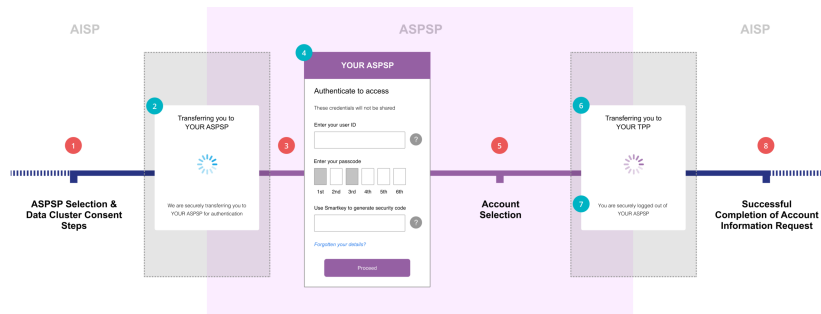 AISP
ASPSP
AISP
1
ASPSP Selection &
Data Cluster Consent
Steps
2
Transferring you to
YOUR ASPSP
We are securely transferring you to
YOUR ASPSP for authentication
3
4
YOUR ASPSP
Authenticate to access
These credentials will not be shared
Enter your user ID
?
Enter your passcode
1st 2nd 3rd 4th 5th 6th
Use Smartkey to generate security code
?
Forgotten your details?
Proceed
5
Account
Selection
6
Transferring you to
YOUR TPP
7
You are securely logged out of
YOUR ASPSP
8
Successful
Completion of Account
Information Request